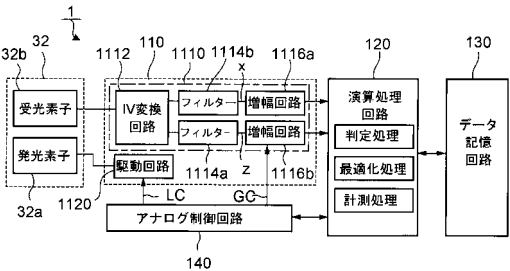 1
32
32b
1112
110
1110
1114b
1116a
120
130
受光素子
IV変換
回路
フィルター
x
増幅回路
発光素子
フィルター
z
増幅回路
32a
1120
駆動回路
1114a
1116b
演算処理
回路
判定処理
最適化処理
計測処理
データ
記憶
回路
LC
GC
アナログ制御回路
140